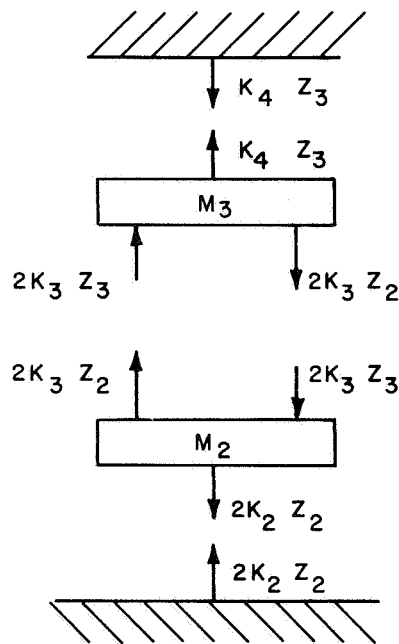 K₄ Z₃
K₄ Z₃
M₃
2K₃ Z₃
2K₃ Z₂
2K₃ Z₂
2K₃ Z₃
M₂
2K₂ Z₂
2K₂ Z₂